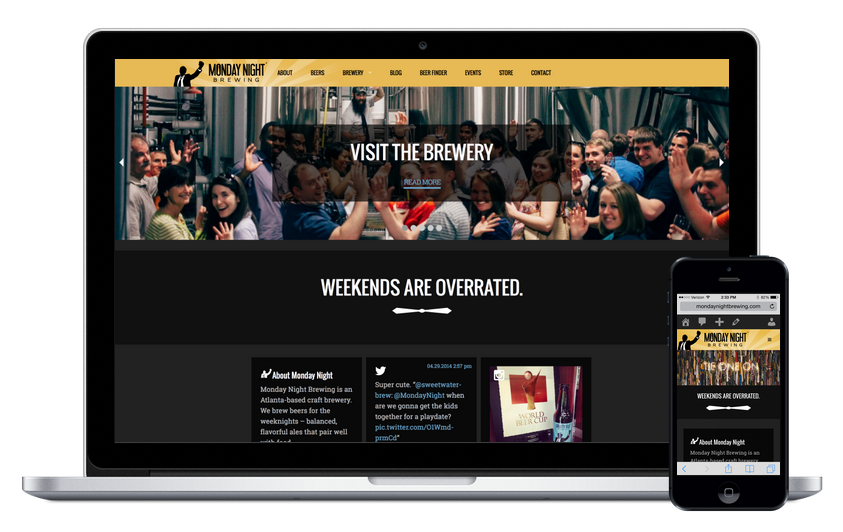 MONDAY NIGHT
BREWING
ABOUT
BEERS
BREWERY
BLOG
BEER FINDER
EVENTS
STORE
CONTACT
VISIT THE BREWERY
READ MORE
WEEKENDS ARE OVERRATED.
About Monday Night
Monday Night Brewing is an
Atlanta-based craft brewery.
We brew beers for the
weeknights – balanced,
flavorful ales that pair well
with food.
04.29.2014 2:07 pm
Super cute. "@sweetwater-
brew: @MondayNight when
are we gonna get the kids
together for a playdate?
pic.twitter.com/O1Wmd-
prmCd"
WORLD
BEER CUP
Verizon 2:33 PM 82%
mondaynightbrewing.com
MONDAY NIGHT
BREWING
TIE ONE ON
WEEKENDS ARE OVERRATED.
About Monday Night
Monday Night Brewing is an
Atlanta-based craft brewery.